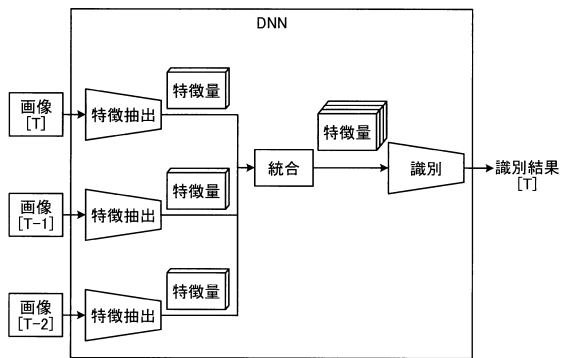 DNN
画像
[T]
特徴抽出
特徴量
画像
[T-1]
特徴抽出
特徴量
画像
[T-2]
特徴抽出
特徴量
統合
特徴量
識別
識別結果
[T]